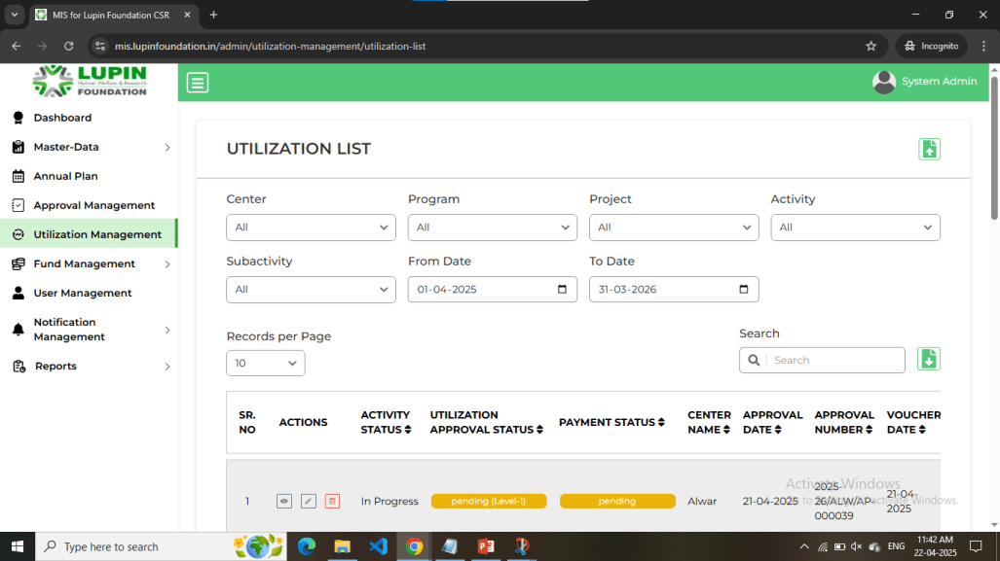 MIS for Lupin Foundation CSR
mis.lupinfoundation.in/admin/utilization-management/utilization-list
Incognito
LUPIN
Human Welfare & Research
FOUNDATION
System Admin
Dashboard
Master-Data
Annual Plan
Approval Management
Utilization Management
Fund Management
User Management
Notification
Management
Reports
UTILIZATION LIST
Center
Program
Project
Activity
All
All
All
All
Subactivity
From Date
To Date
All
01-04-2025
31-03-2026
Records per Page
Search
10
Search
SR. NO
ACTIONS
ACTIVITY STATUS
UTILIZATION APPROVAL STATUS
PAYMENT STATUS
CENTER NAME
APPROVAL DATE
APPROVAL NUMBER
VOUCHER DATE
1
In Progress
pending (Level-1)
pending
Alwar
21-04-2025
2025-
26/ALW/AP-
000039
21-04-
2025
Activate Windows
Go to Settings to activate Windows.
Type here to search
ENG
11:42 AM
22-04-2025